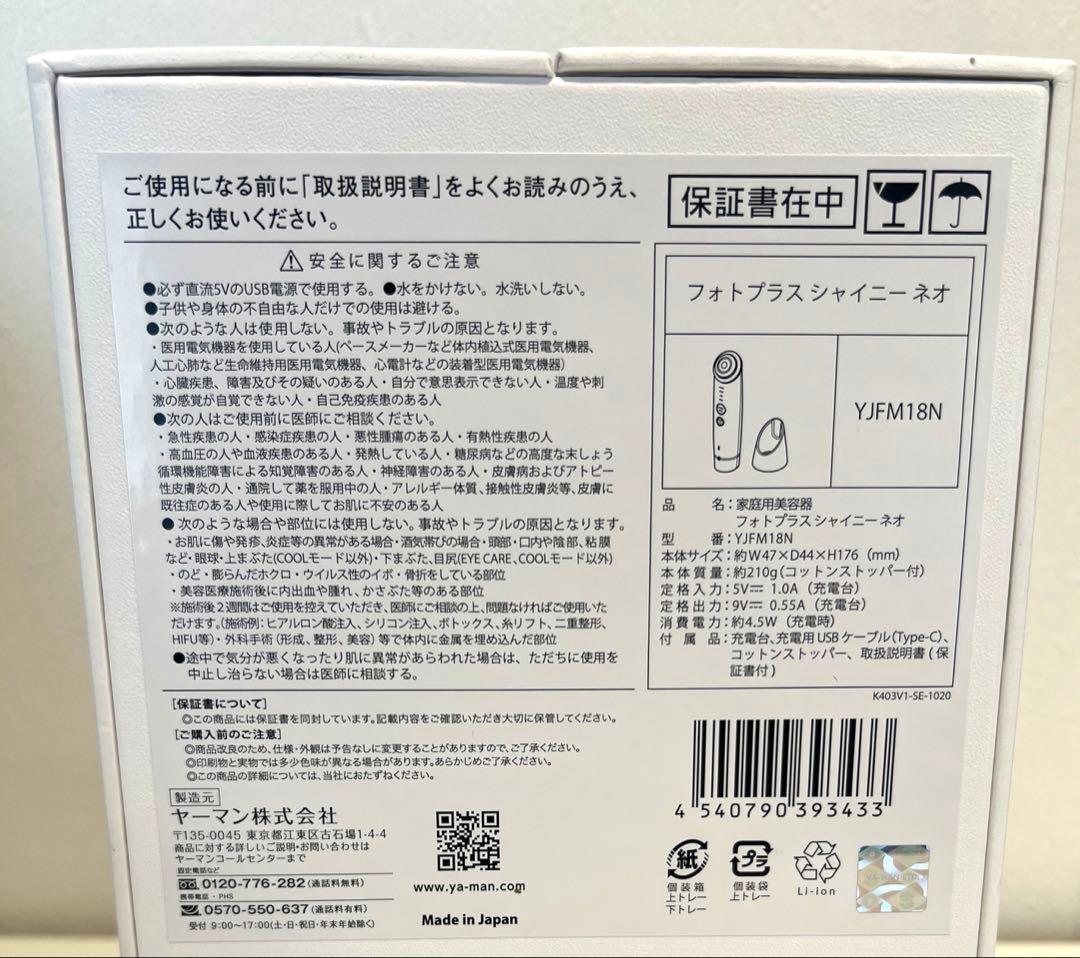 ご使用になる前に「取扱説明書」をよくお読みのうえ、
正しくお使いください。
⚠安全に関するご注意
●必ず直流5VのUSB電源で使用する。●水をかけない。水洗いしない。
●子供や身体の不自由な人だけでの使用は避ける。
●次のような人は使用しない。事故やトラブルの原因となります。
・医用電気機器を使用している人(ペースメーカーなど体内植込式医用電気機器、
人工心肺など生命維持用医用電気機器、心電計などの装着型医用電気機器)
・心臓疾患、障害及びその疑いのある人・自分で意思表示できない人・温度や刺
激の感覚が自覚できない人・自己免疫疾患のある人
●次の人はご使用前に医師にご相談ください。
・急性疾患の人・感染症疾患の人・悪性腫瘍のある人・有熱性疾患の人
・高血圧の人や血液疾患のある人・発熱している人・糖尿病などの高度な末しょう
循環機能障害による知覚障害のある人・神経障害のある人・皮膚病およびアトピー
性皮膚炎の人・通院して薬を服用中の人・アレルギー体質、接触性皮膚炎等、皮膚に
既往症のある人や使用に際してお肌に不安のある人
●次のような場合や部位には使用しない。事故やトラブルの原因となります。
・お肌に傷や発疹、炎症等の異常がある場合・酒気帯びの場合・頭部・口内や陰部、粘膜
など・眼球・上まぶた(COOLモード以外)・下まぶた、目尻(EYE CARE、COOLモード以外)
・のど・膨らんだホクロ・ウイルス性のイボ・骨折をしている部位
・美容医療施術後に内出血や腫れ、かさぶた等のある部位
※施術後2週間はご使用を控えていただき、医師にご相談の上、問題なければご使用いた
だけます。(施術例：ヒアルロン酸注入、シリコン注入、ボトックス、糸リフト、二重整形、
HIFU等)・外科手術(形成、整形、美容)等で体内に金属を埋め込んだ部位
●途中で気分が悪くなったり肌に異常があらわれた場合は、ただちに使用を
中止し治らない場合は医師に相談する。
[保証書について]
◎この商品には保証書を同封しています。記載内容をご確認いただき大切に保管してください。
[ご購入前のご注意]
◎商品改良のため、仕様・外観は予告なしに変更することがありますので、ご了承ください。
◎印刷物と実物では多少色味が異なる場合があります。あらかじめご了承ください。
◎この商品の詳細については、当社におたずねください。
製造元
ヤーマン株式会社
〒135-0045 東京都江東区古石場1-4-4
商品に対する詳しいご説明・お問い合わせは
ヤーマンコールセンターまで
固定電話など
0120-776-282(通話料無料)
携帯電話・PHS
0570-550-637(通話料有料)
受付 9:00～17:00(土・日・祝日・年末年始除く)
www.ya-man.com
Made in Japan
保証書在中
フォトプラス シャイニー ネオ
YJFM18N
品名：家庭用美容器
フォトプラス シャイニー ネオ
型番：YJFM18N
本体サイズ：約W47×D44×H176（mm）
本体質量：約210g(コットンストッパー付)
定格入力：5V⎓ 1.0A（充電台）
定格出力：9V⎓ 0.55A（充電台）
消費電力：約4.5W（充電時）
付属品：充電台、充電用USBケーブル(Type-C)、
コットンストッパー、取扱説明書(保
証書付)
K403V1-SE-1020
4 540790 393433
紙
個装箱
上トレー
下トレー
プラ
個装袋
上トレー
Li-ion
YA-MAN LTD.